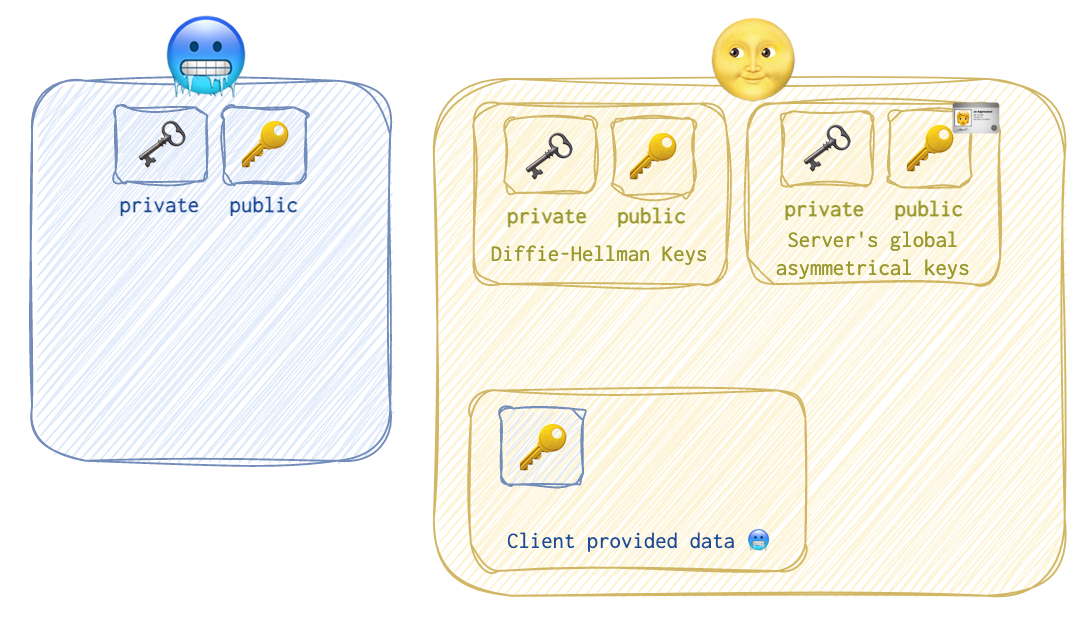 private public
private public
Diffie-Hellman Keys
private public
Server's global
asymmetrical keys
Client provided data